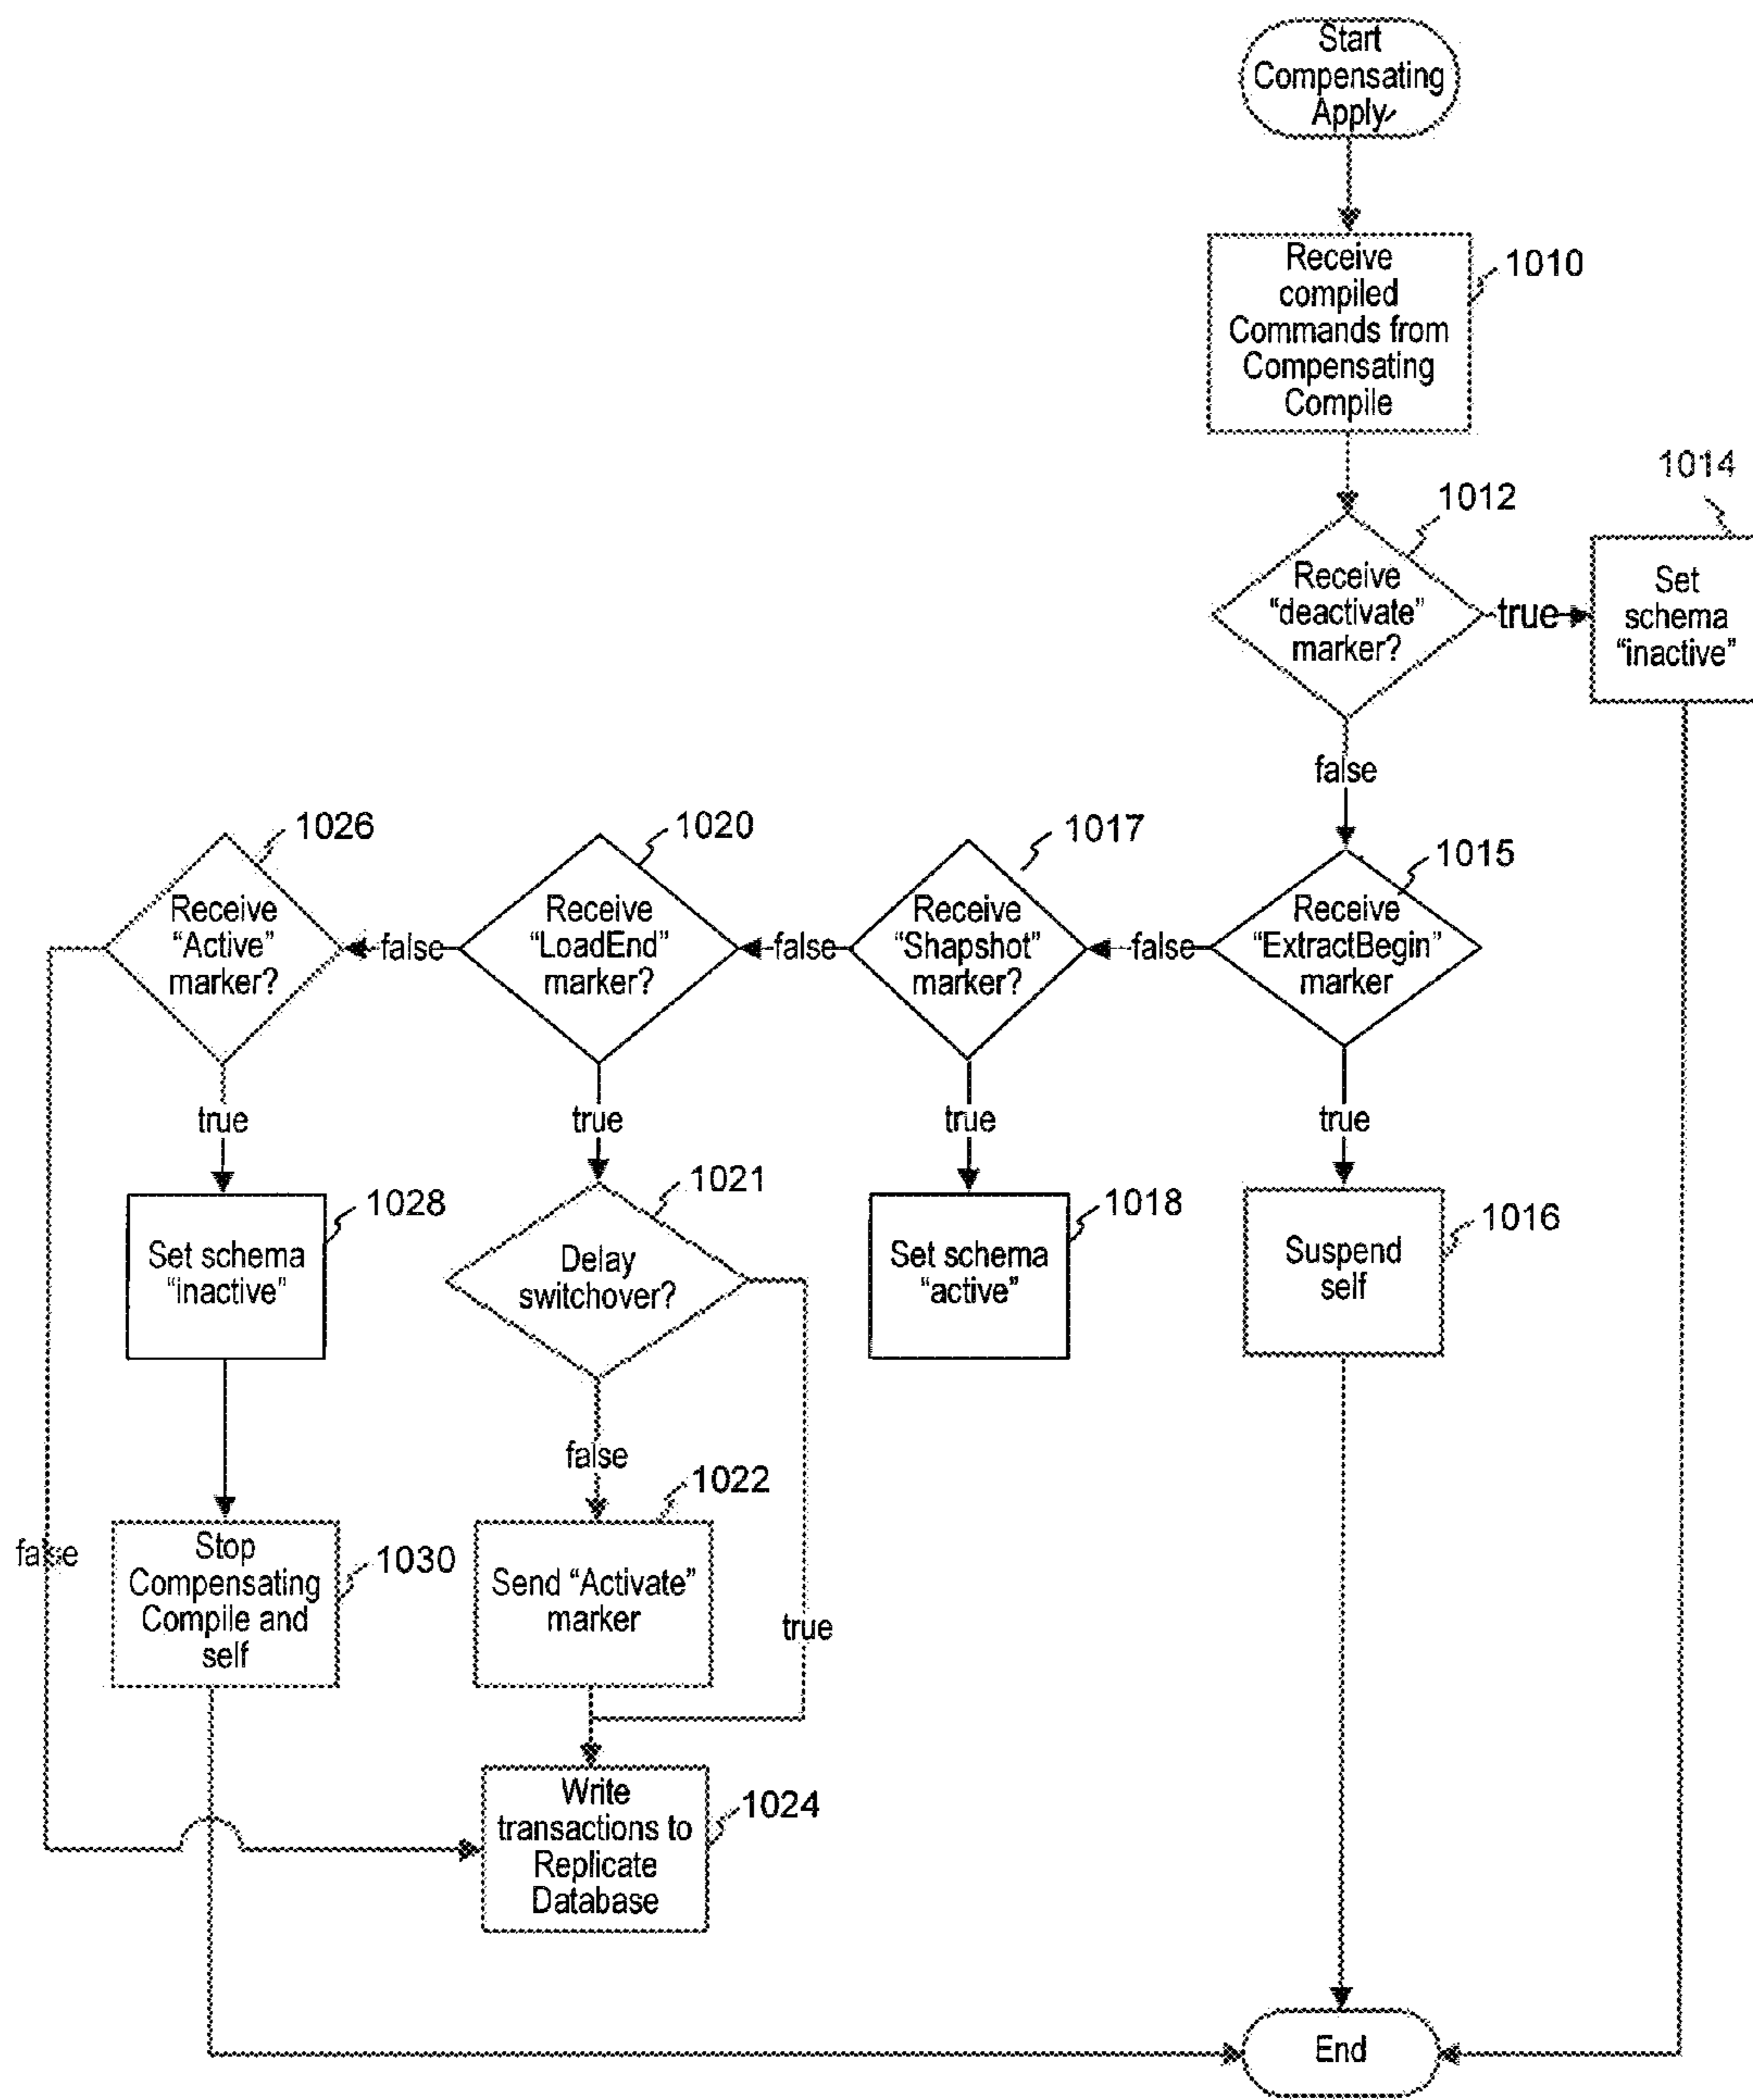 Start
Compensating
Apply
Receive
compiled
Commands from
Compensating
Compile
1010
1012
1014
Receive
"deactivate"
marker?
true
Set
schema
"inactive"
false
1026
1020
1017
1015
Receive
"Active"
marker?
false
Receive
"LoadEnd"
marker?
false
Receive
"Shapshot"
marker?
false
Receive
"ExtractBegin"
marker
true
true
true
true
1028
1021
1018
1016
Set schema
"inactive"
Delay
switchover?
Set schema
"active"
Suspend
self
false
1022
false
Stop
Compensating
Compile and
self
1030
Send "Activate"
marker
true
Write
transactions to
Replicate
Database
1024
End